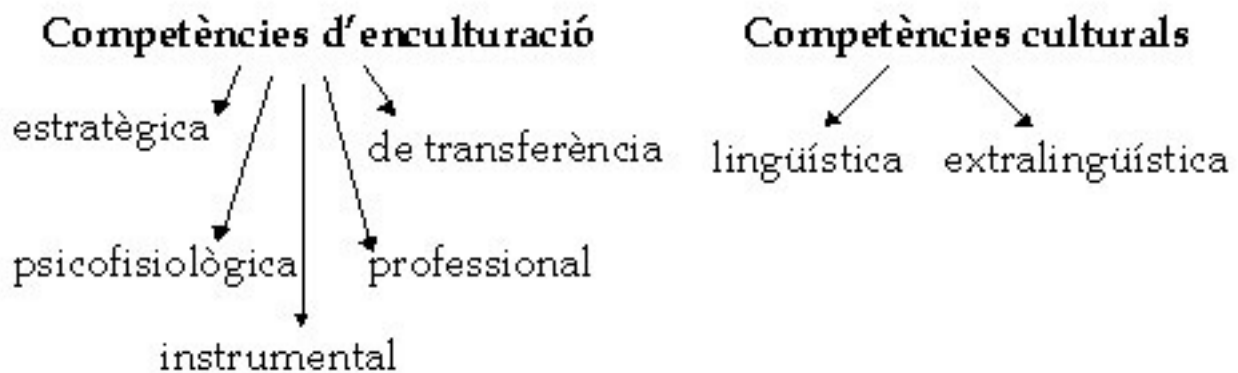 Competències d'enculturació
estratègica
de transferència
psicofisiològica
professional
instrumental
Competències culturals
lingüística
extralingüística